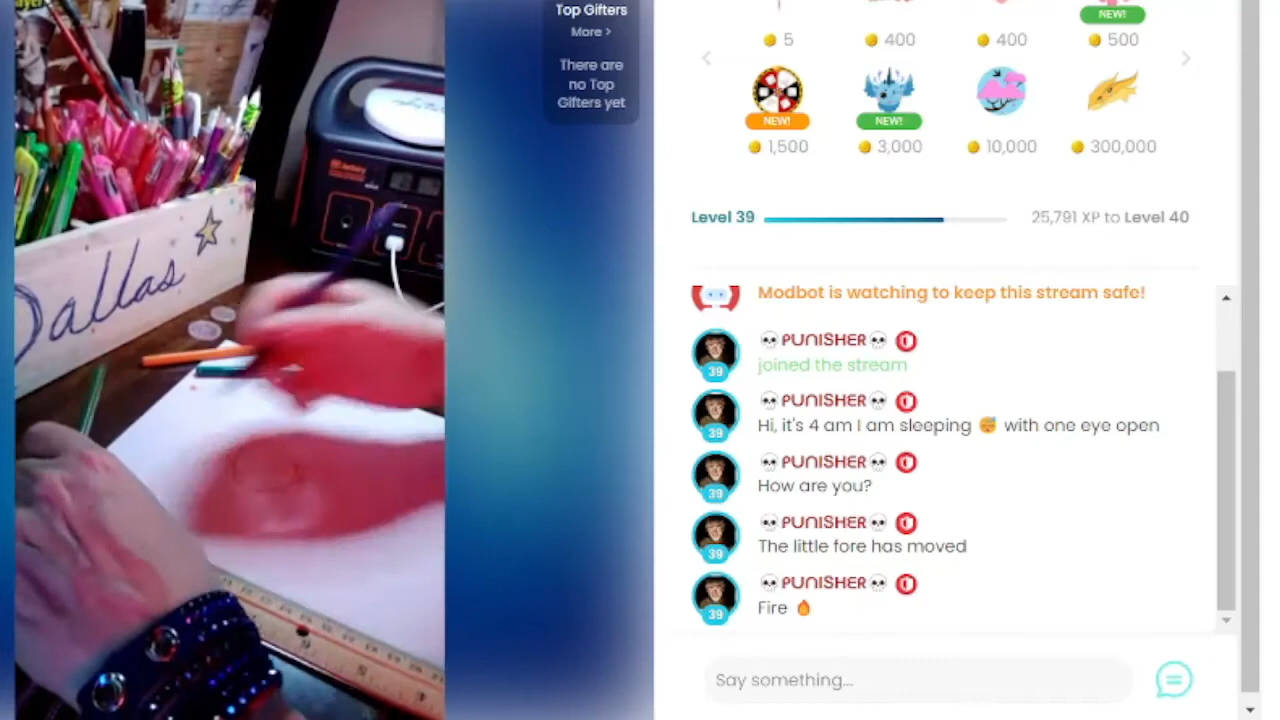 Top Gifters
More >
There are
no Top
Gifters yet
Dallas
NEW!
5
400
400
500
NEW!
NEW!
1,500
3,000
10,000
300,000
Level 39
25,791 XP to Level 40
Modbot is watching to keep this stream safe!
PUNISHER
joined the stream
39
PUNISHER
Hi, it's 4 am I am sleeping 😴 with one eye open
39
PUNISHER
How are you?
39
PUNISHER
The little fore has moved
39
PUNISHER
Fire 🔥
39
Say something...